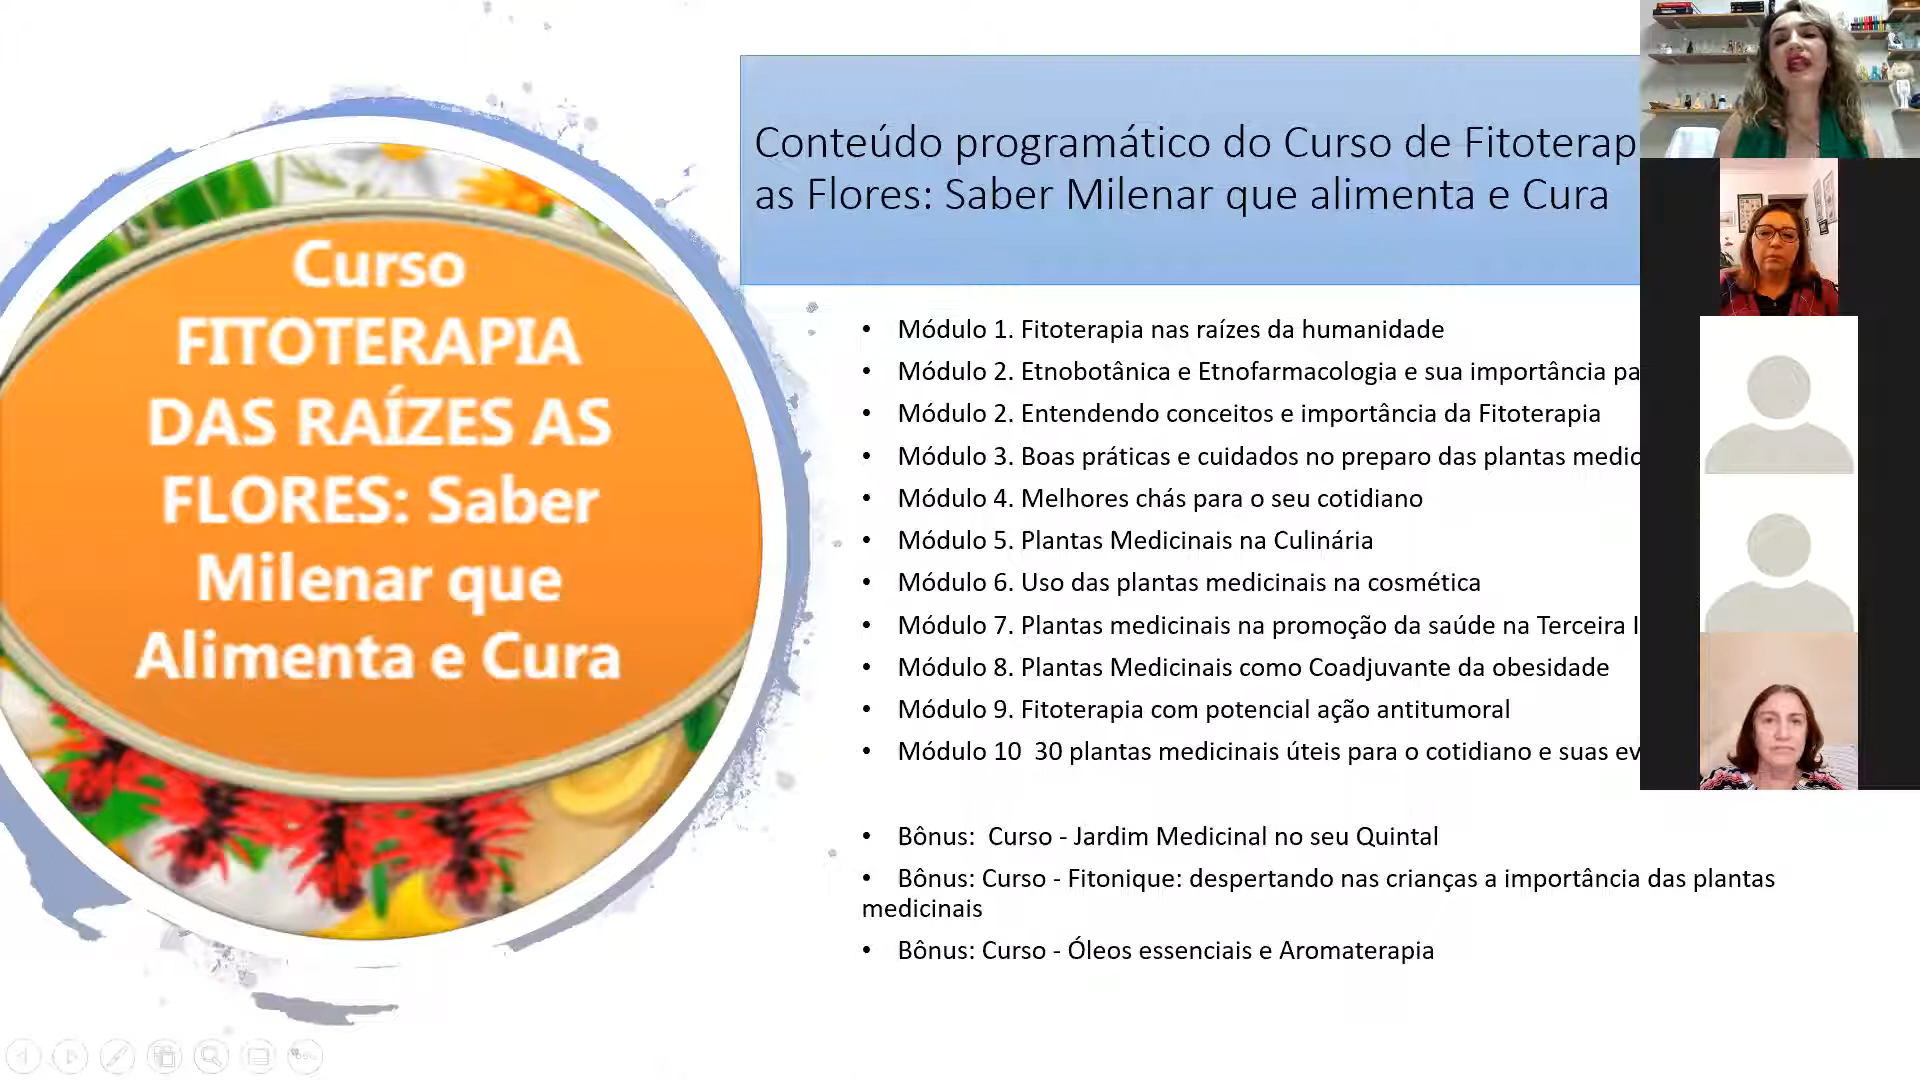 Curso
FITOTERAPIA
DAS RAÍZES AS
FLORES: Saber
Milenar que
Alimenta e Cura
Conteúdo programático do Curso de Fitoterap
as Flores: Saber Milenar que alimenta e Cura
• Módulo 1. Fitoterapia nas raízes da humanidade
• Módulo 2. Etnobotânica e Etnofarmacologia e sua importância pa
• Módulo 2. Entendendo conceitos e importância da Fitoterapia
• Módulo 3. Boas práticas e cuidados no preparo das plantas medic
• Módulo 4. Melhores chás para o seu cotidiano
• Módulo 5. Plantas Medicinais na Culinária
• Módulo 6. Uso das plantas medicinais na cosmética
• Módulo 7. Plantas medicinais na promoção da saúde na Terceira I
• Módulo 8. Plantas Medicinais como Coadjuvante da obesidade
• Módulo 9. Fitoterapia com potencial ação antitumoral
• Módulo 10  30 plantas medicinais úteis para o cotidiano e suas ev
• Bônus:  Curso - Jardim Medicinal no seu Quintal
• Bônus: Curso - Fitonique: despertando nas crianças a importância das plantas
medicinais
• Bônus: Curso - Óleos essenciais e Aromaterapia